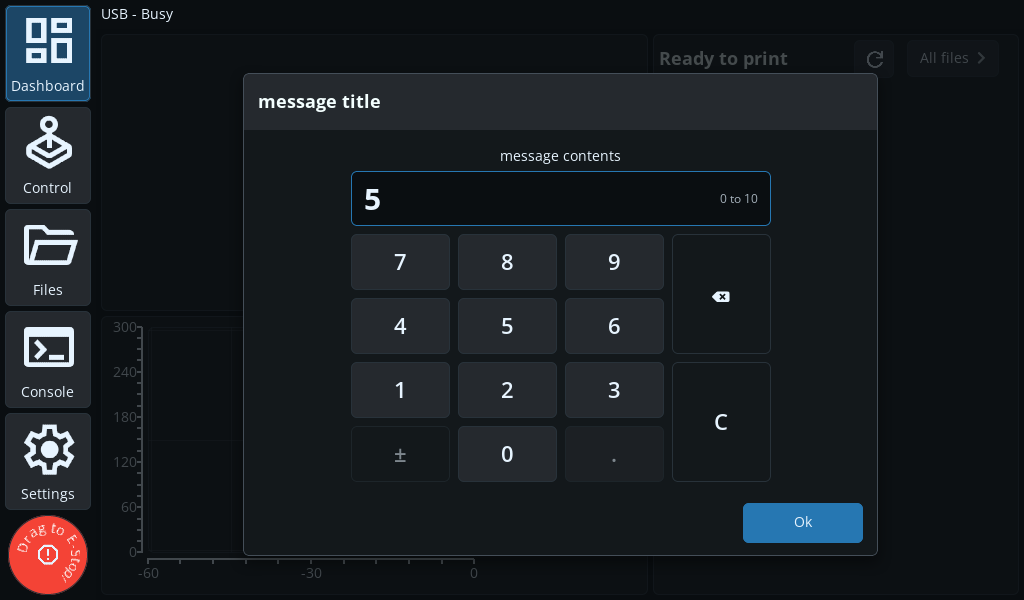 USB - Busy
Dashboard
Control
Files
Console
Settings
Drag to E-Stop!
Ready to print
All files
message title
message contents
5
0 to 10
7 8 9
4 5 6
1 2 3
C
± 0 .
Ok
300
240
180
120
60
0
-60 -30 0